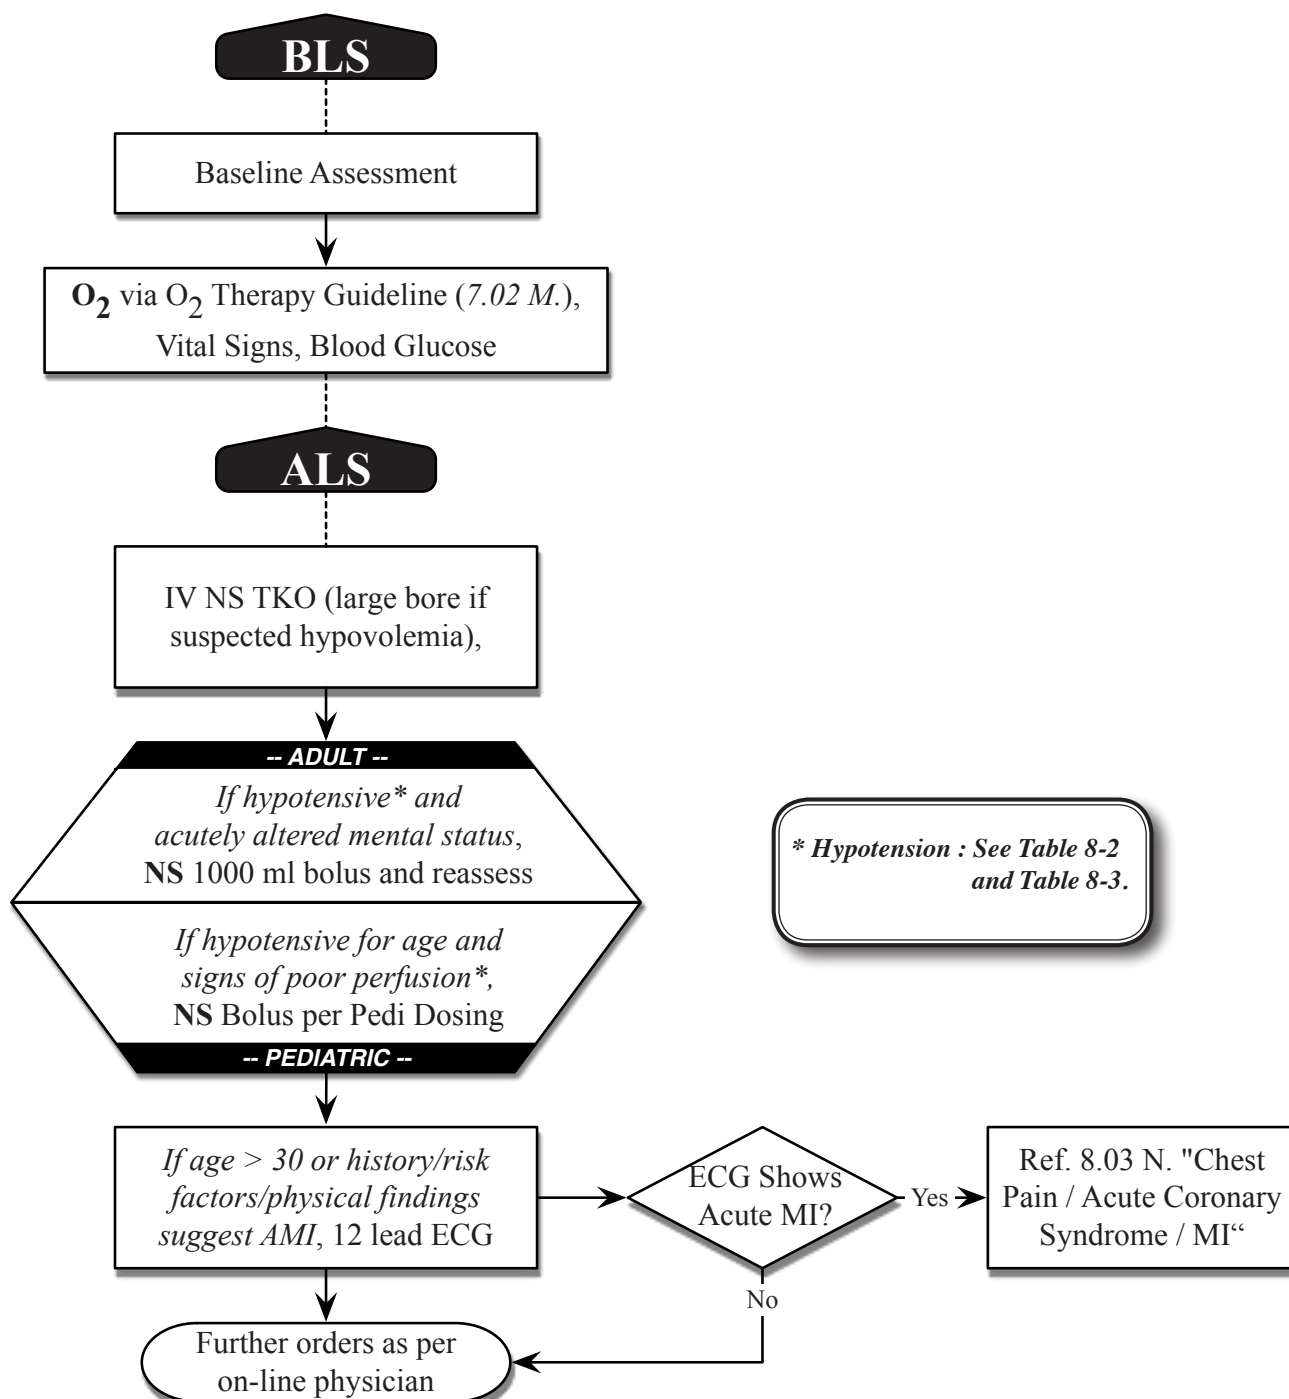 BLS
Baseline Assessment
O2 via O2 Therapy Guideline (7.02 M.),
Vital Signs, Blood Glucose
ALS
IV NS TKO (large bore if
suspected hypovolemia),
-- ADULT --
If hypotensive* and
acutely altered mental status,
NS 1000 ml bolus and reassess
If hypotensive for age and
signs of poor perfusion*,
NS Bolus per Pedi Dosing
-- PEDIATRIC --
* Hypotension : See Table 8-2
and Table 8-3.
If age > 30 or history/risk
factors/physical findings
suggest AMI, 12 lead ECG
ECG Shows
Acute MI?
Yes
Ref. 8.03 N. "Chest
Pain / Acute Coronary
Syndrome / MI“
No
Further orders as per
on-line physician